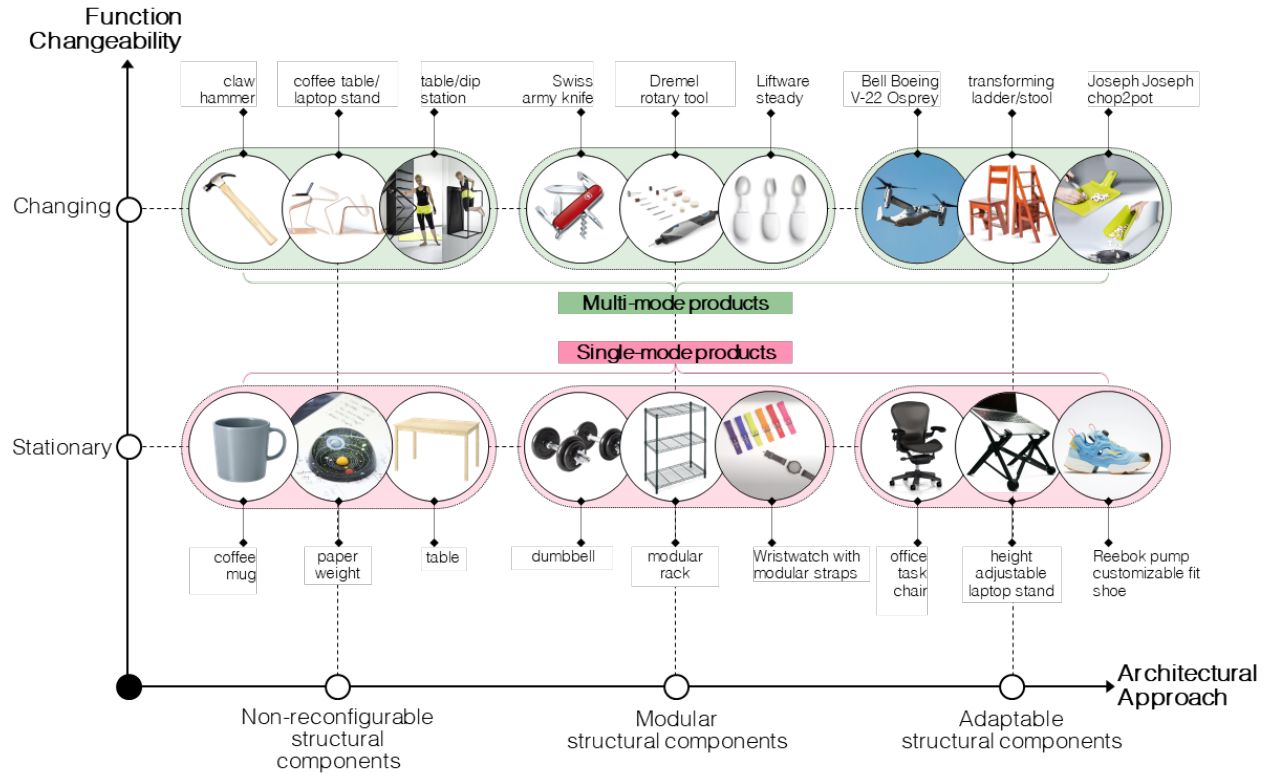 Function
Changeability
claw
hammer
coffee table/
laptop stand
table/dip
station
Swiss
army knife
Dremel
rotary tool
Liftware
steady
Bell Boeing
V-22 Osprey
transforming
ladder/stool
Joseph Joseph
chop2pot
Changing
Multi-mode products
Single-mode products
Stationary
coffee
mug
paper
weight
table
dumbbell
modular
rack
Wristwatch with
modular straps
office
task
chair
height
adjustable
laptop stand
Reebok pump
customizable fit
shoe
Architectural
Approach
Non-reconfigurable
structural
components
Modular
structural components
Adaptable
structural components